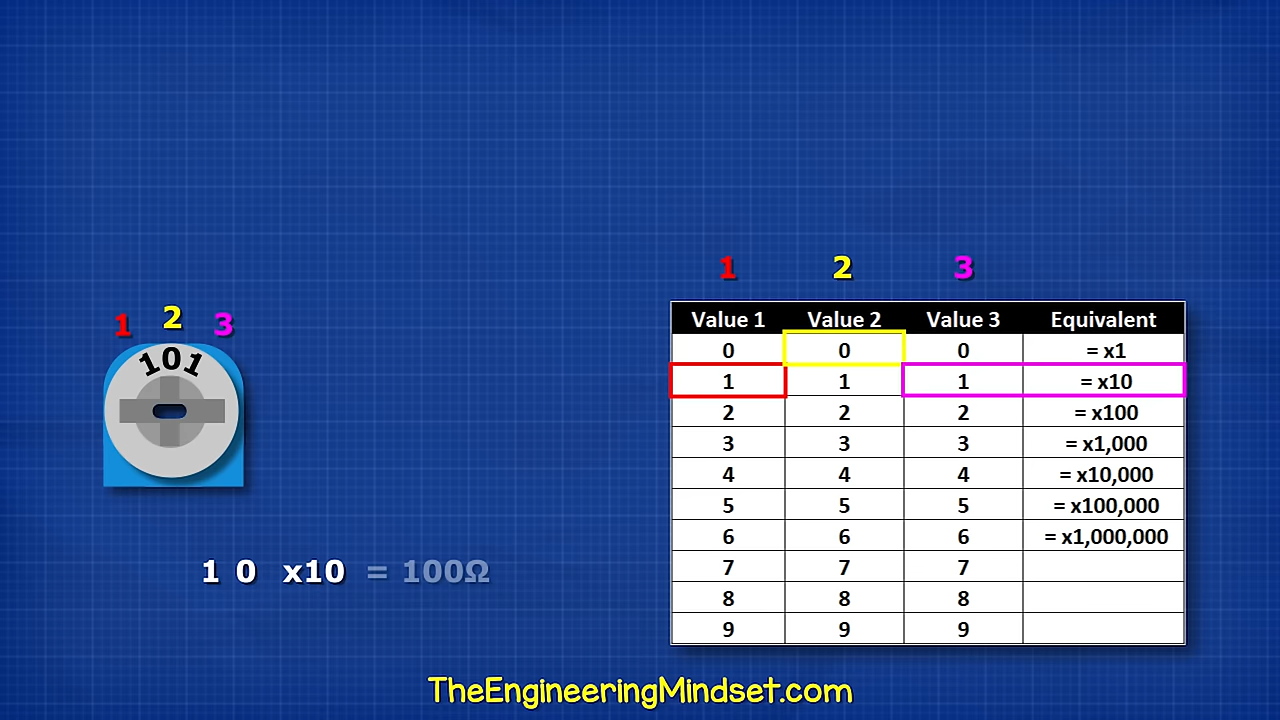 1 2 3
101
1 0 x10 = 100Ω
1 2 3
Value 1 Value 2 Value 3 Equivalent
0 0 0 = x1
1 1 1 = x10
2 2 2 = x100
3 3 3 = x1,000
4 4 4 = x10,000
5 5 5 = x100,000
6 6 6 = x1,000,000
7 7 7
8 8 8
9 9 9
TheEngineeringMindset.com